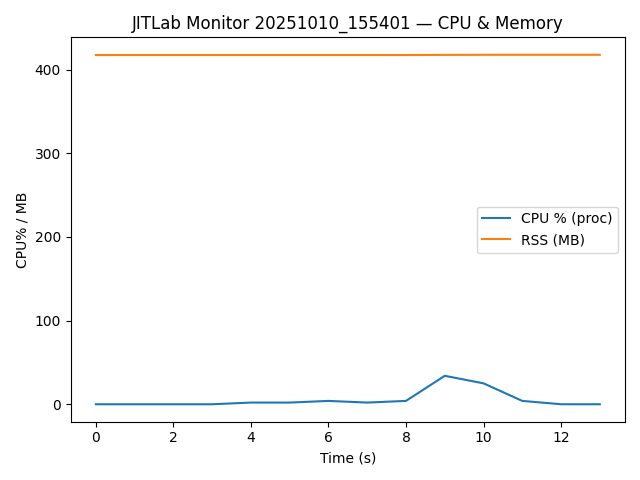 JITLab Monitor 20251010_155401 — CPU & Memory
CPU% / MB
400
300
200
100
0
CPU % (proc)
RSS (MB)
0 2 4 6 8 10 12
Time (s)